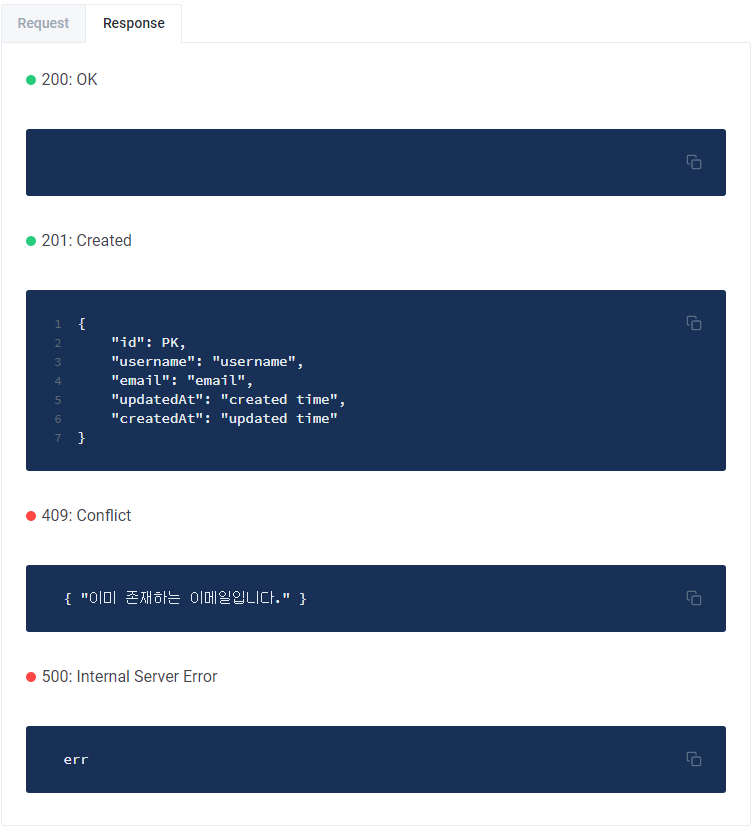 Request Response
200: OK
201: Created
1 {
2 "id": PK,
3 "username": "username",
4 "email": "email",
5 "updatedAt": "created time",
6 "createdAt": "updated time"
7 }
409: Conflict
{ "이미 존재하는 이메일입니다." }
500: Internal Server Error
err